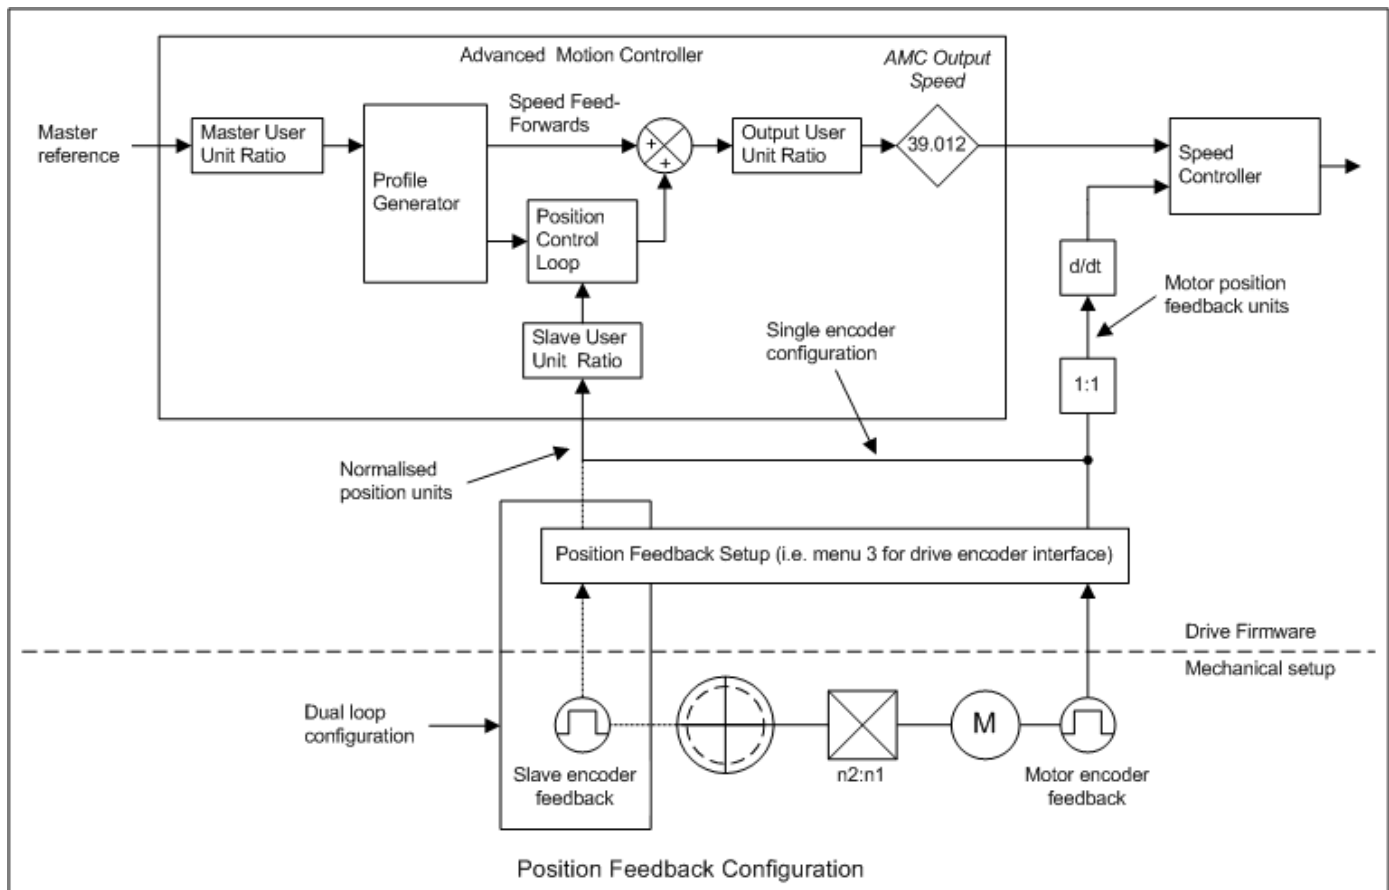 Advanced Motion Controller
AMC Output
Speed
Speed Feed-
Forwards
Master
reference
Master User
Unit Ratio
Profile
Generator
+
+
Output User
Unit Ratio
39.012
Speed
Controller
Position
Control
Loop
d/dt
Motor position
feedback units
Slave User
Unit Ratio
Single encoder
configuration
1:1
Normalised
position units
Position Feedback Setup (i.e. menu 3 for drive encoder interface)
Drive Firmware
Mechanical setup
Dual loop
configuration
M
Slave encoder
feedback
n2:n1
Motor encoder
feedback
Position Feedback Configuration